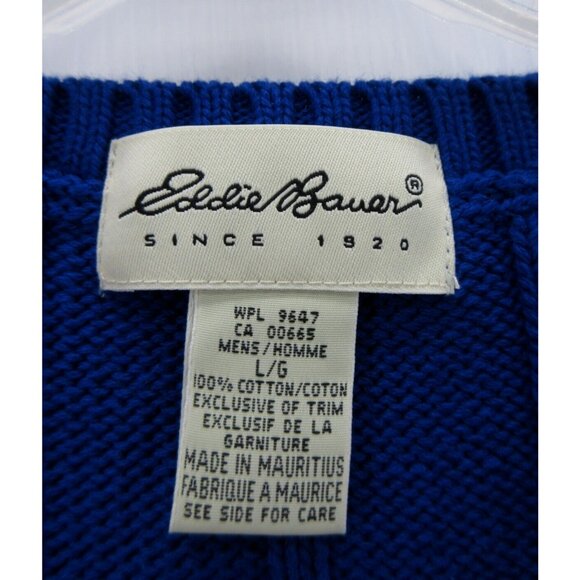 Eddie Bauer®
SINCE 1920
WPL 9647
CA 00665
MENS/HOMME
L/G
100% COTTON/COTON
EXCLUSIVE OF TRIM
EXCLUSIF DE LA
GARNITURE
MADE IN MAURITIUS
FABRIQUE A MAURICE
SEE SIDE FOR CARE